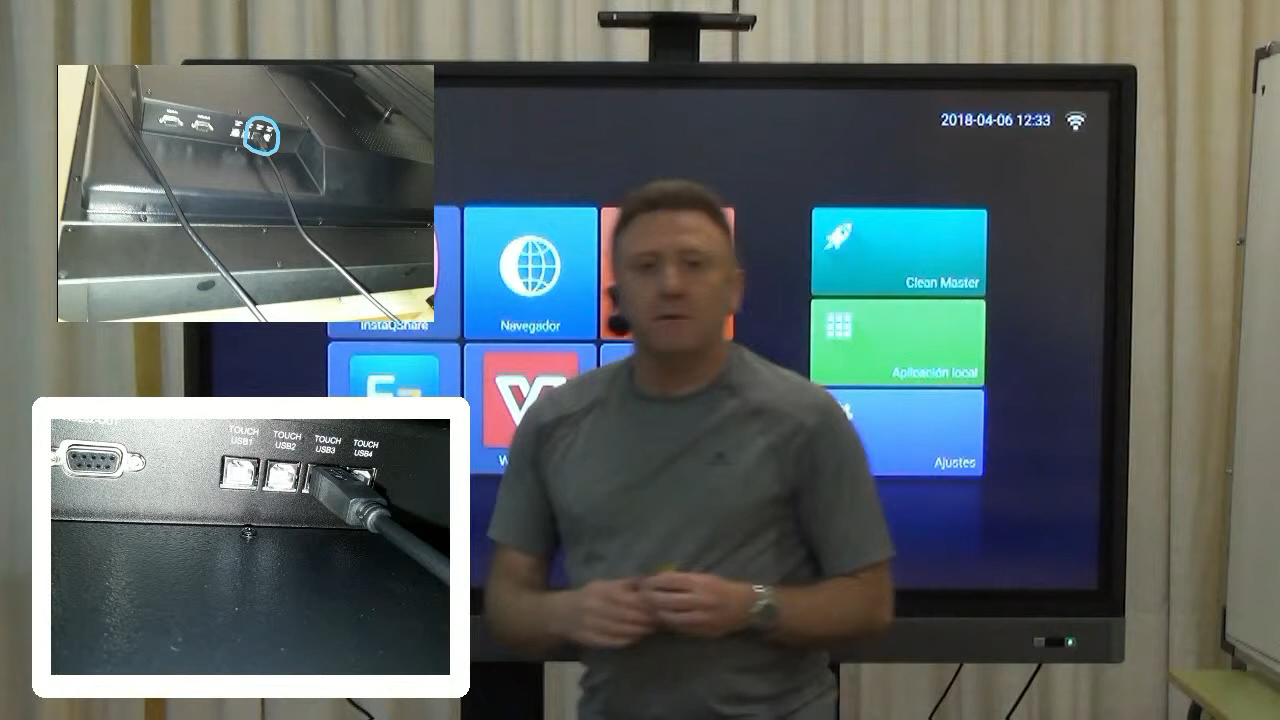 2018-04-06 12:33
Clean Master
InstaQShare
Navegador
Aplicación local
Ajustes
TOUCH USB1
TOUCH USB2
TOUCH USB3
TOUCH USB4